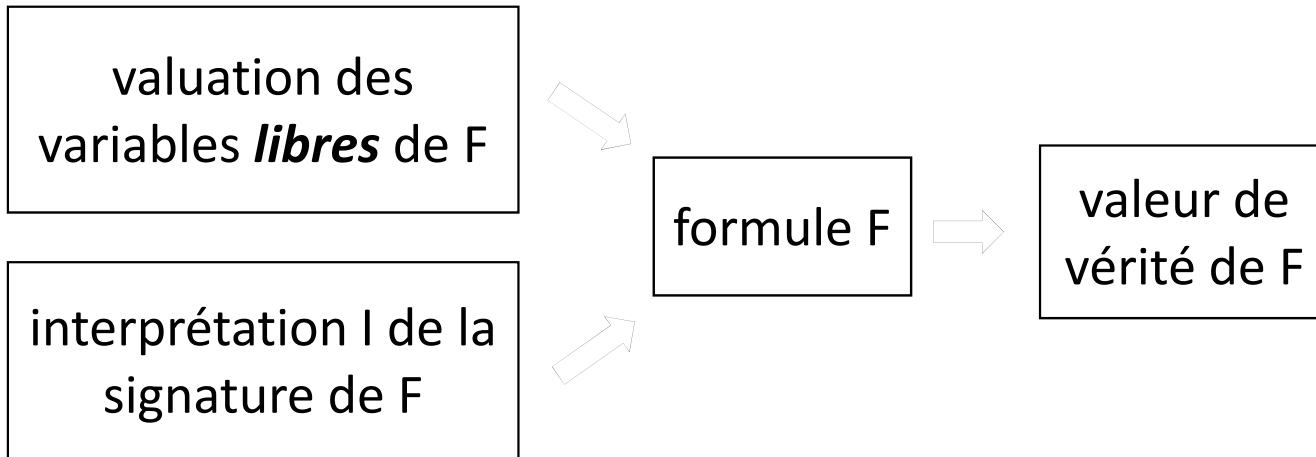 valuation des
variables libres de F
interprétation I de la
signature de F
formule F
valeur de
vérité de F